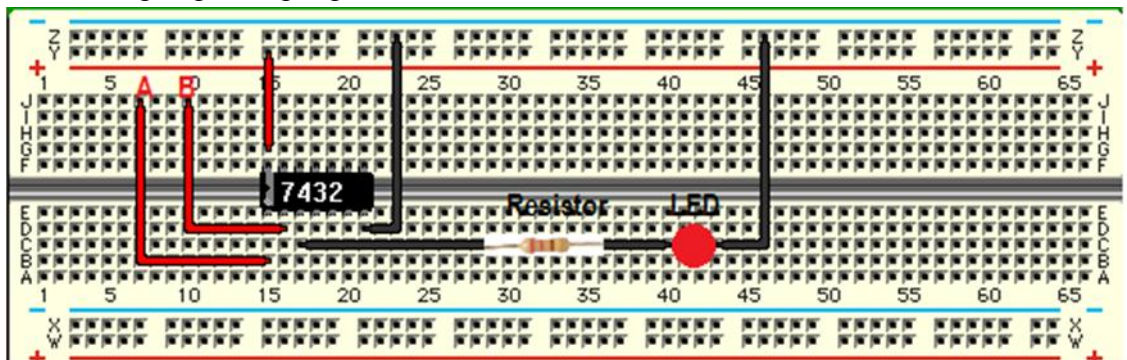 − −
Z Z
Y Y
+ +
1 5 A B 10 15 20 25 30 35 40 45 50 55 60 65
J J
I I
H H
G G
F F
7432
Resistor LED
E E
D D
C C
B B
A A
1 5 10 15 20 25 30 35 40 45 50 55 60 65
− −
X X
W W
+ +